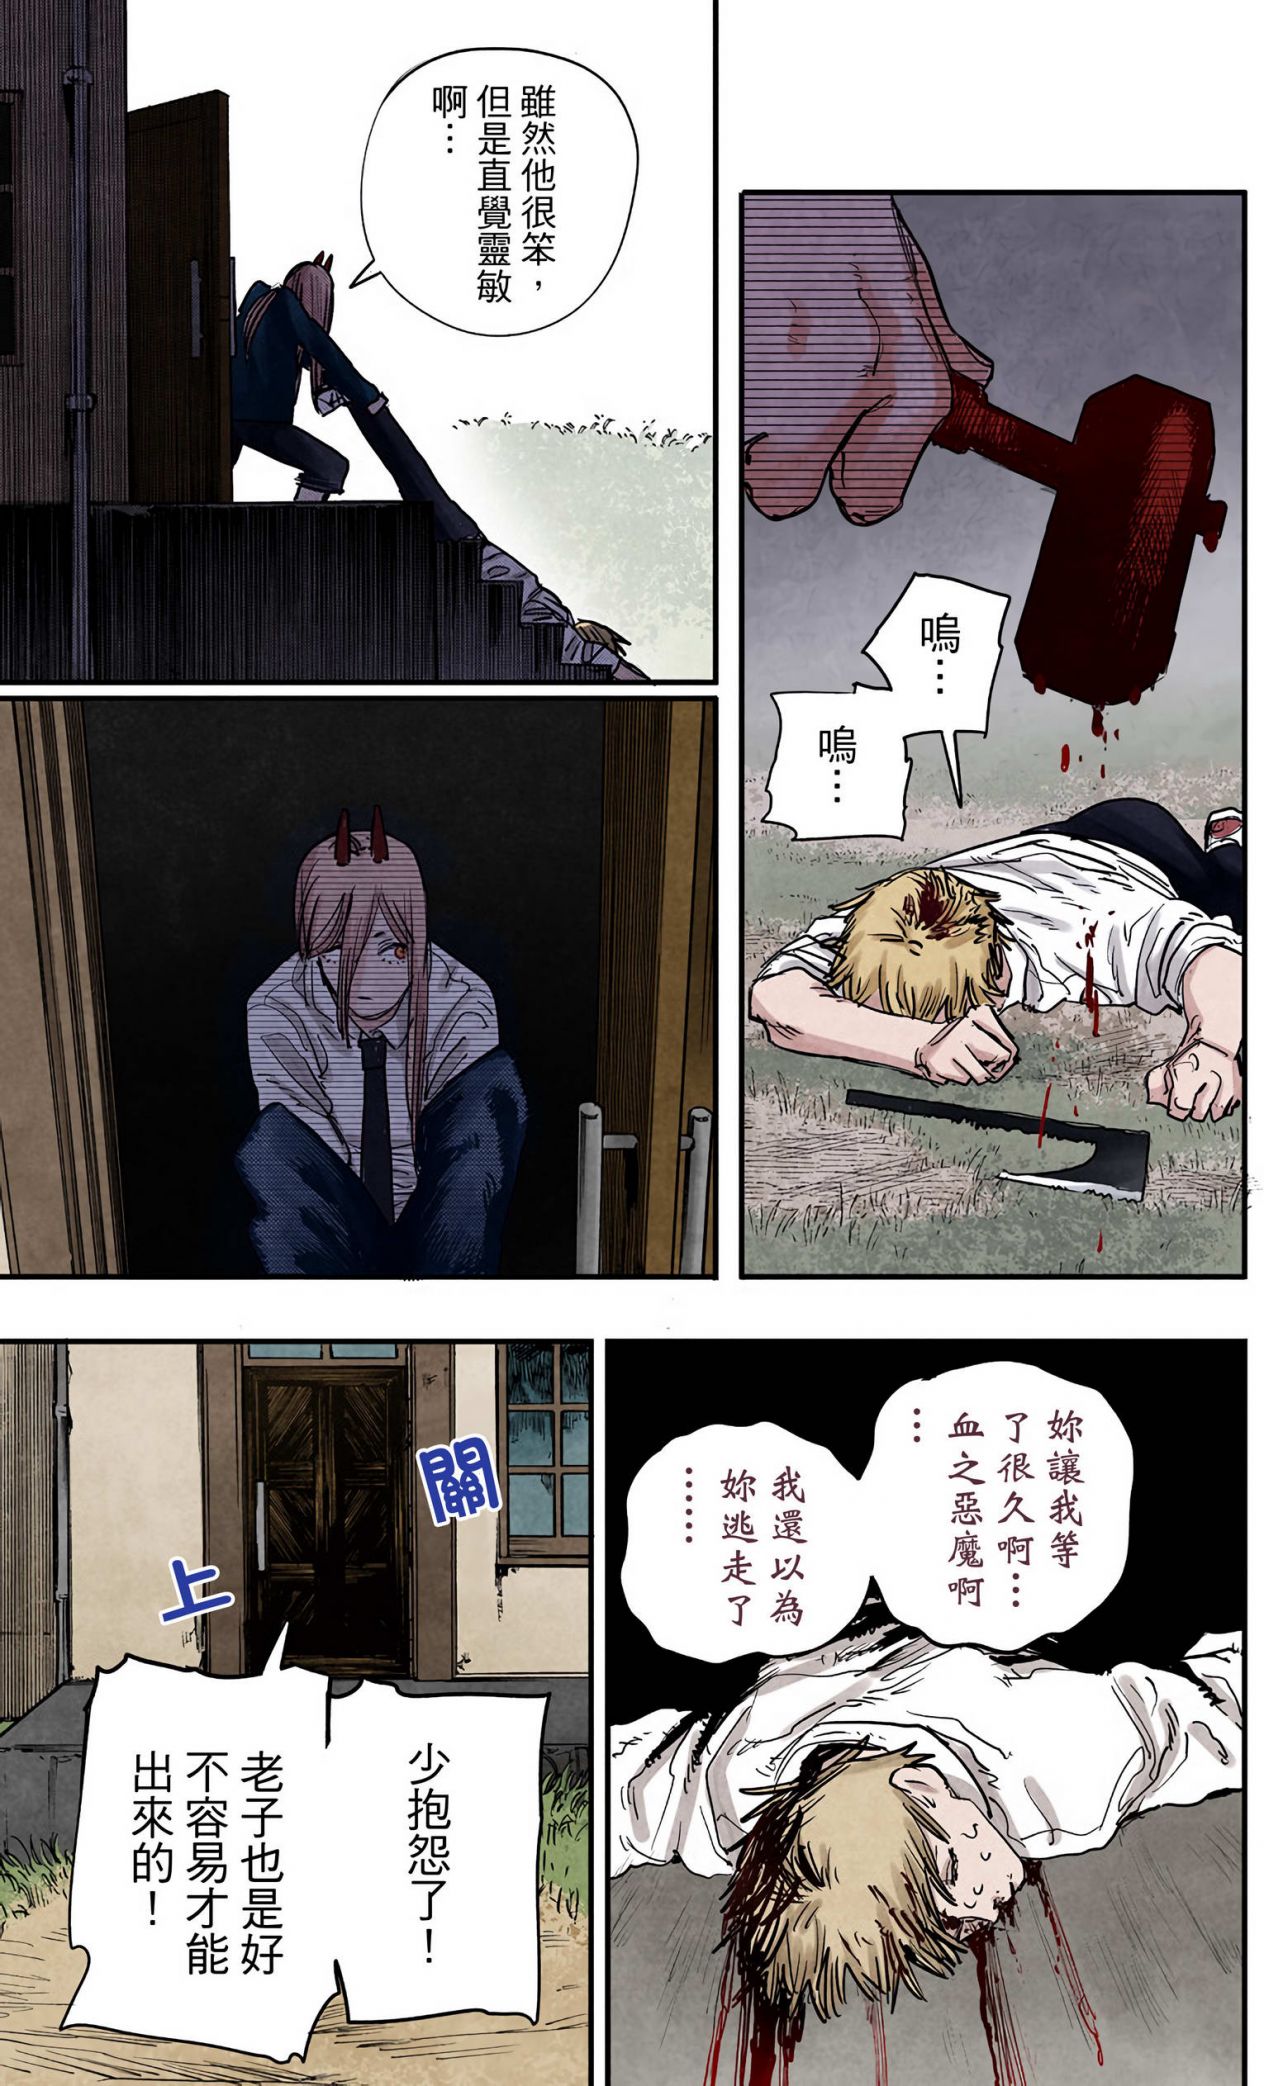 嗚…
嗚…
雖然他很笨，
但是直覺靈敏
啊…
妳讓我等
了很久啊…
血之惡魔啊
…
我還以為
妳逃走了
……
關
上
少抱怨了！
老子也是好
不容易才能
出來的！